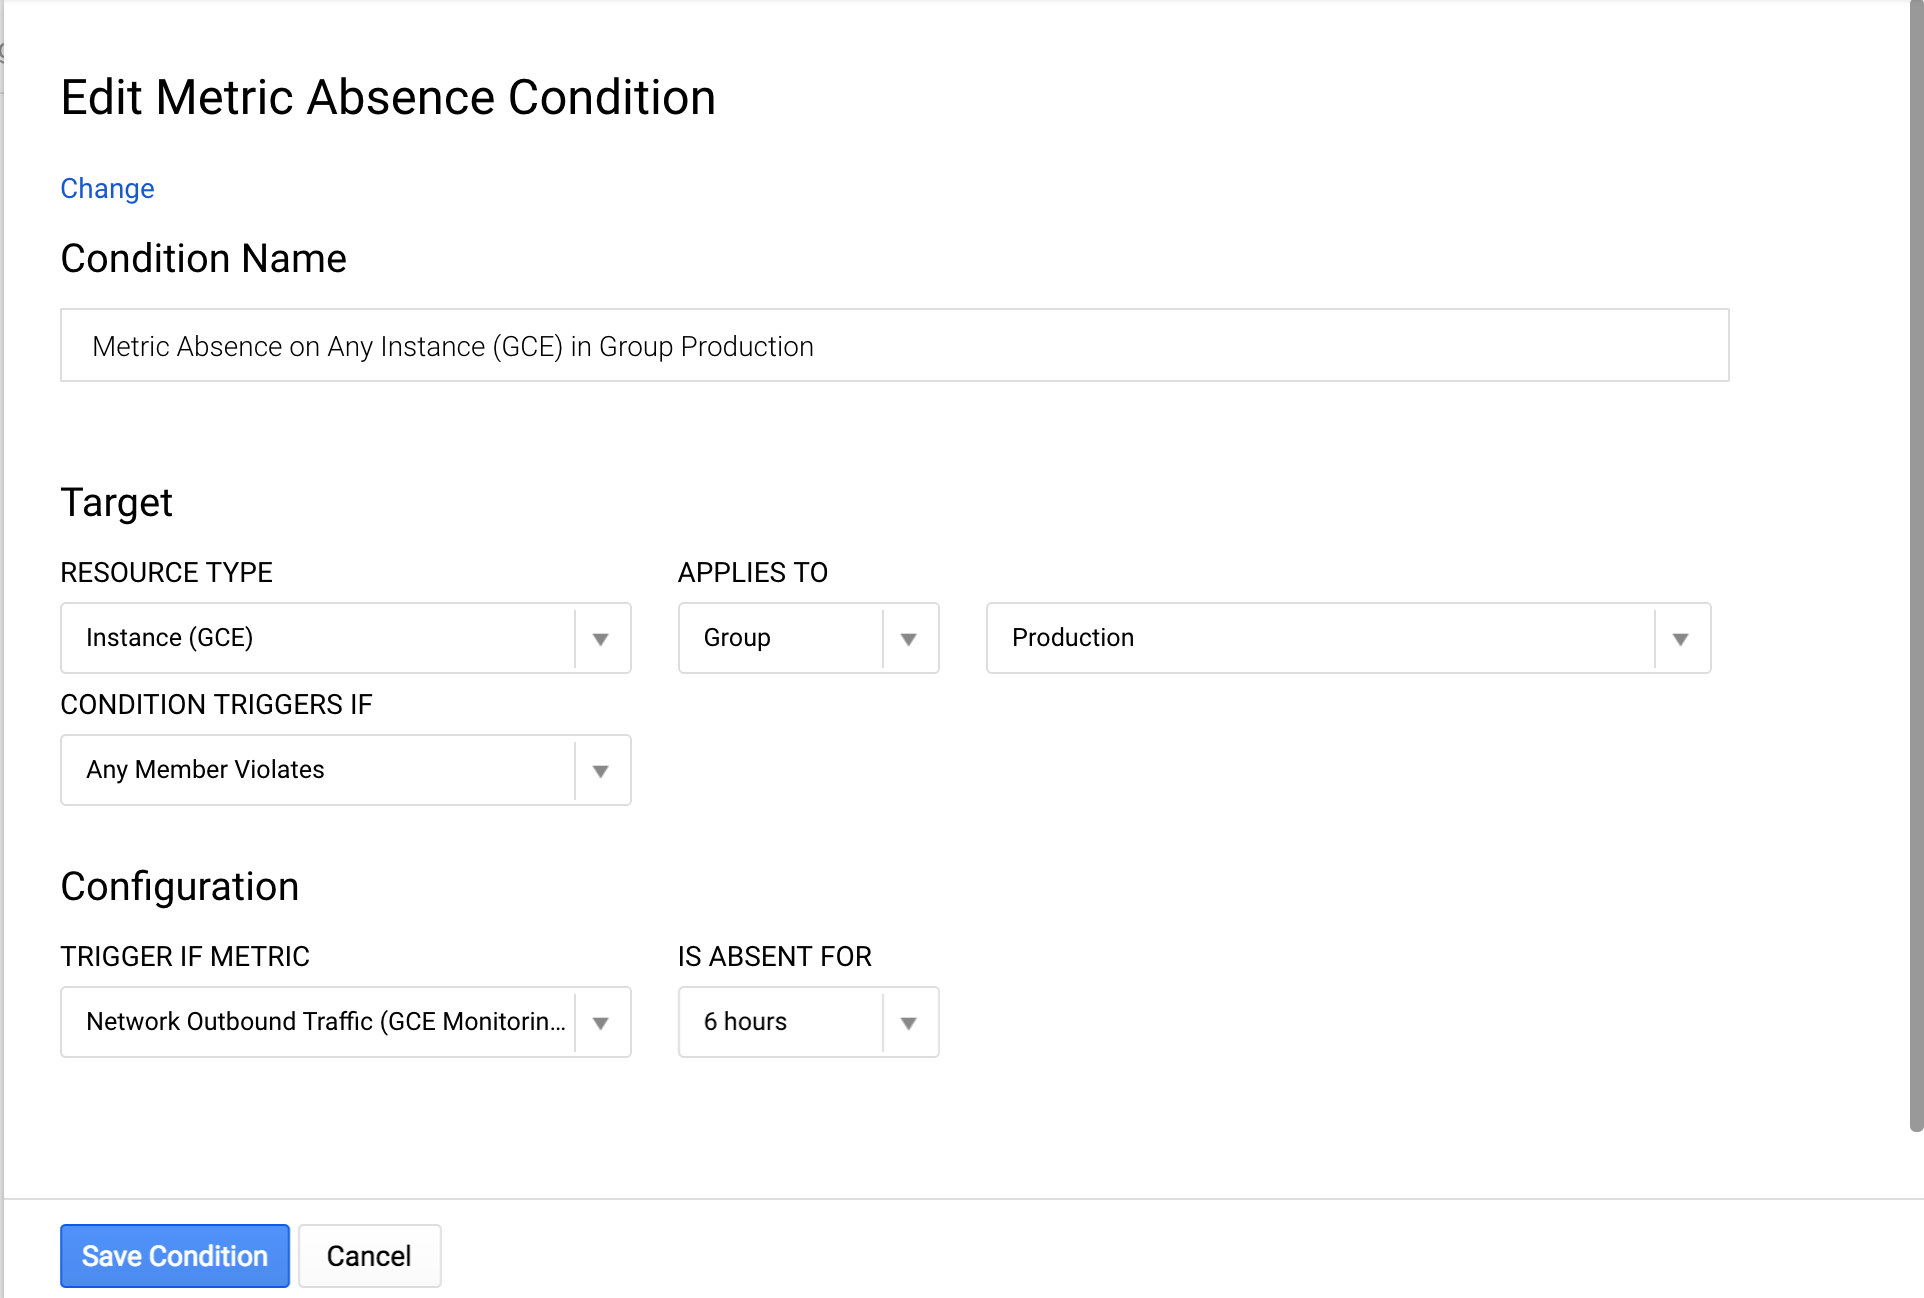 Edit Metric Absence Condition
Change
Condition Name
Metric Absence on Any Instance (GCE) in Group Production
Target
RESOURCE TYPE
APPLIES TO
Instance (GCE)
Group
Production
CONDITION TRIGGERS IF
Any Member Violates
Configuration
TRIGGER IF METRIC
IS ABSENT FOR
Network Outbound Traffic (GCE Monitorin...
6 hours
Save Condition
Cancel